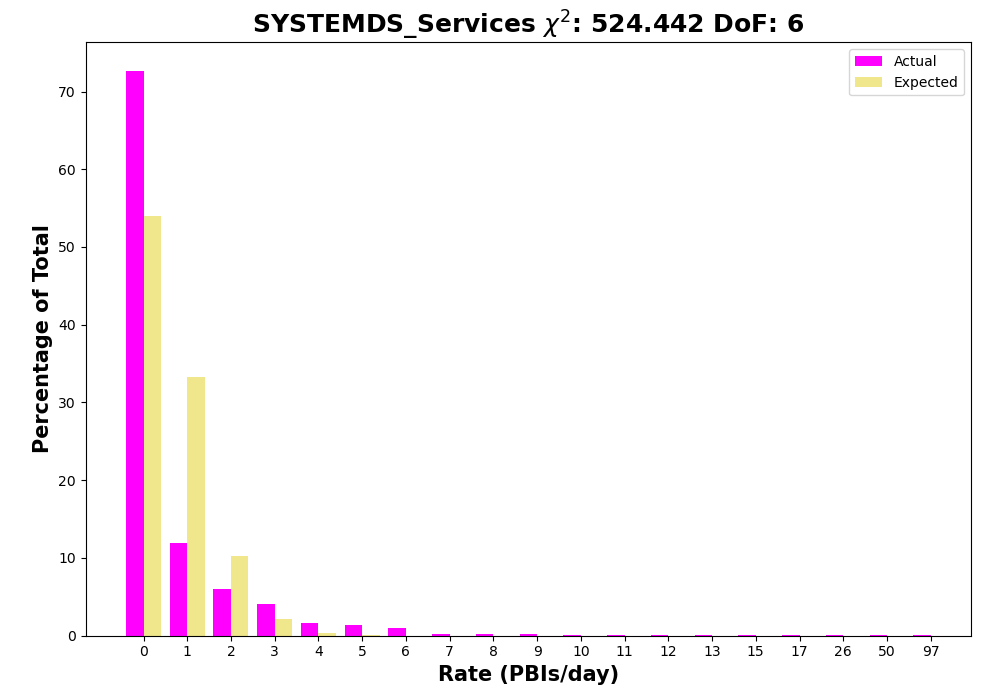 SYSTEMDS_Services χ²: 524.442 DoF: 6
Actual
Expected
Percentage of Total
70
60
50
40
30
20
10
0
0 1 2 3 4 5 6 7 8 9 10 11 12 13 15 17 26 50 97
Rate (PBIs/day)